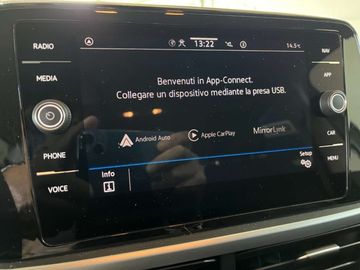 RADIO
13:22
14.5°C
NAV
MEDIA
APP
Benvenuti in App-Connect.
Collegare un dispositivo mediante la presa USB.
Android Auto
Apple CarPlay
MirrorLink
PHONE
CAR
VOICE
MENU
Info
Setup